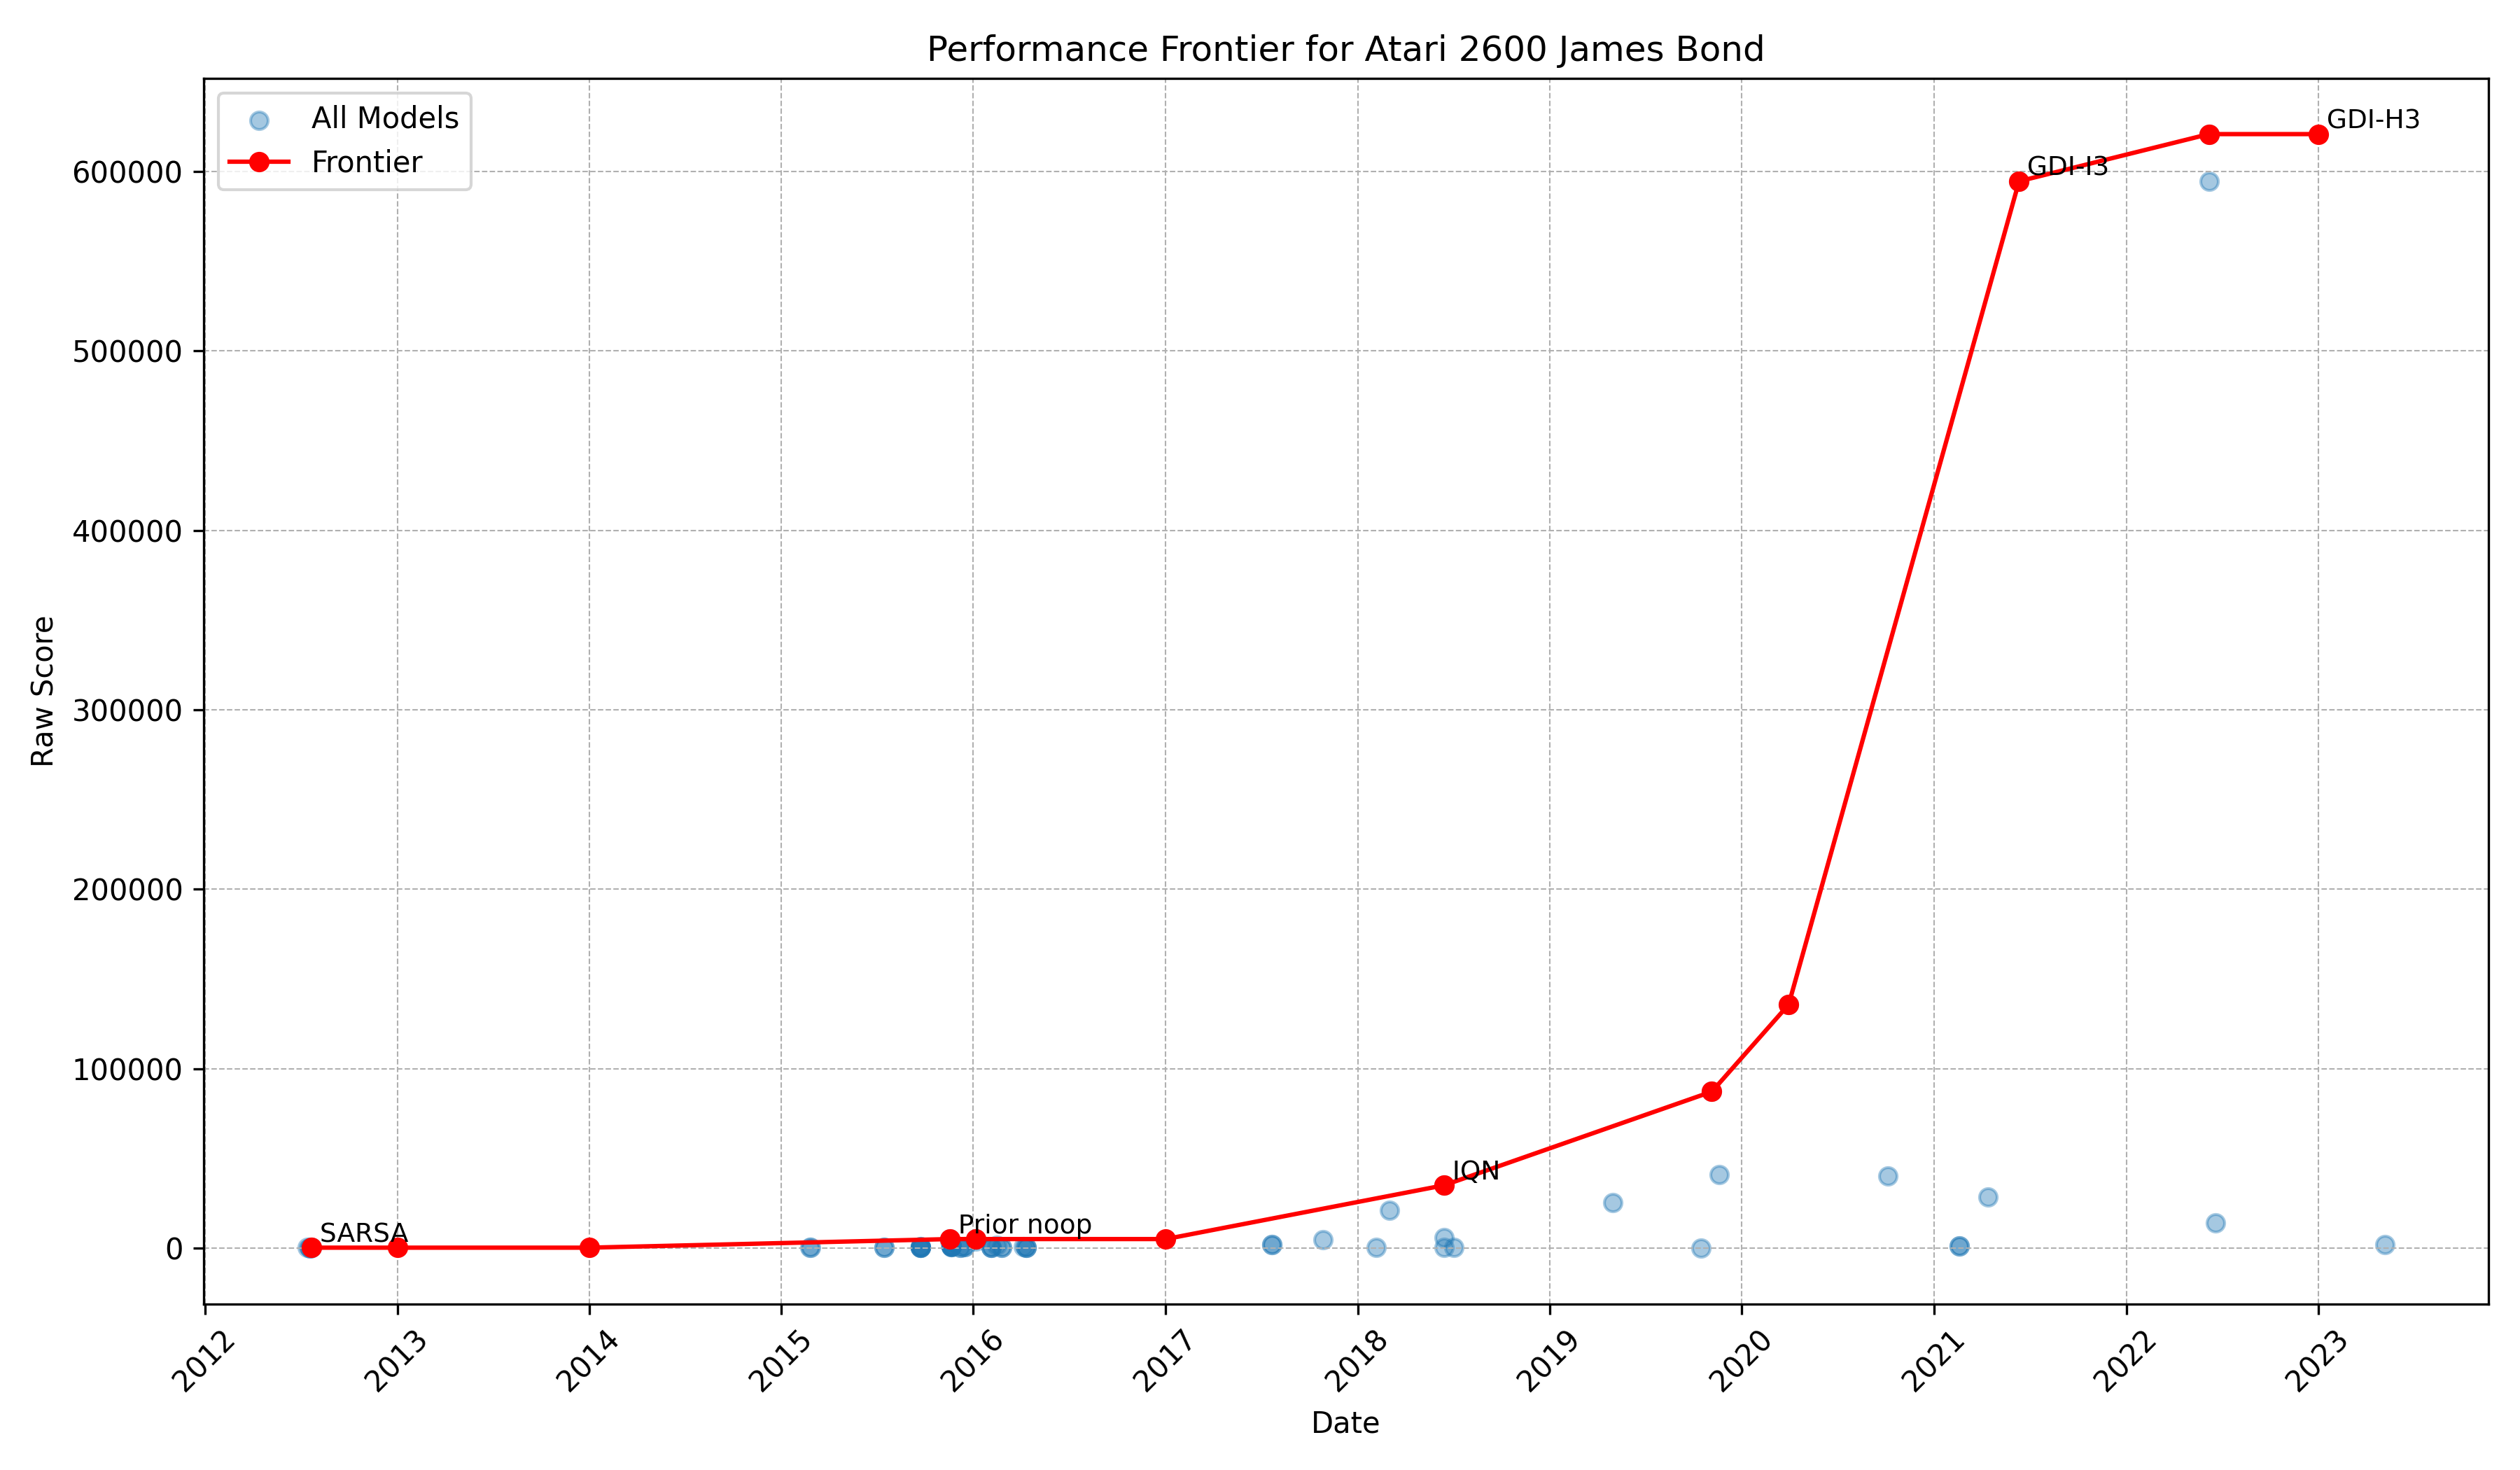 Performance Frontier for Atari 2600 James Bond
All Models
Frontier
GDI-H3
GDI-I3
IQN
Prior noop
SARSA
600000
500000
400000
300000
200000
100000
0
Raw Score
2012
2013
2014
2015
2016
2017
2018
2019
2020
2021
2022
2023
Date